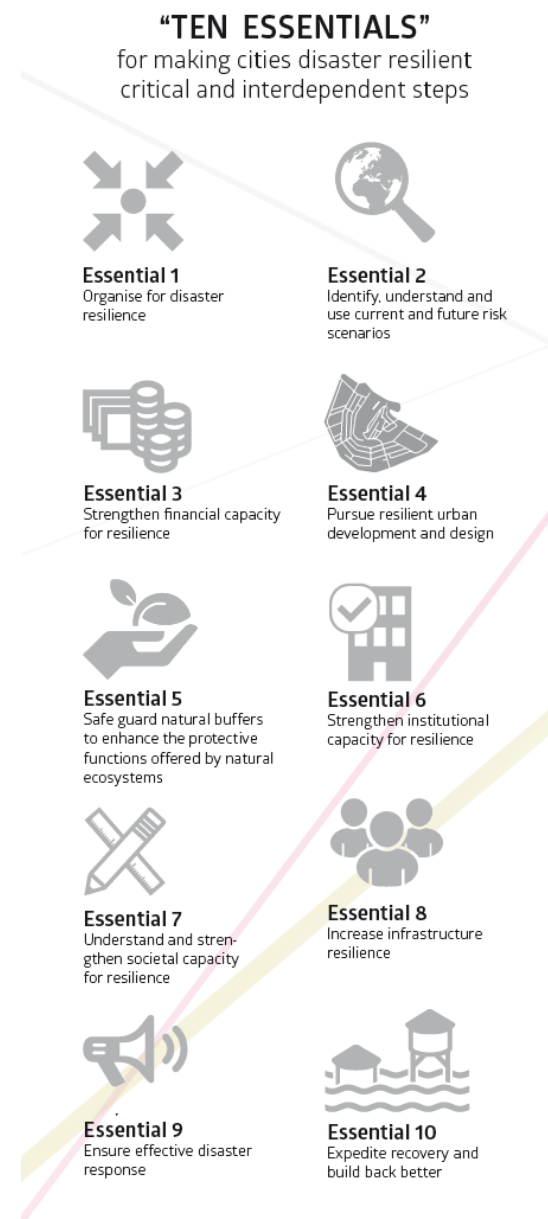 “TEN ESSENTIALS”
for making cities disaster resilient
critical and interdependent steps
Essential 1
Organise for disaster
resilience
Essential 2
Identify, understand and
use current and future risk
scenarios
Essential 3
Strengthen financial capacity
for resilience
Essential 4
Pursue resilient urban
development and design
Essential 5
Safe guard natural buffers
to enhance the protective
functions offered by natural
ecosystems
Essential 6
Strengthen institutional
capacity for resilience
Essential 7
Understand and stren-
gthen societal capacity
for resilience
Essential 8
Increase infrastructure
resilience
Essential 9
Ensure effective disaster
response
Essential 10
Expedite recovery and
build back better